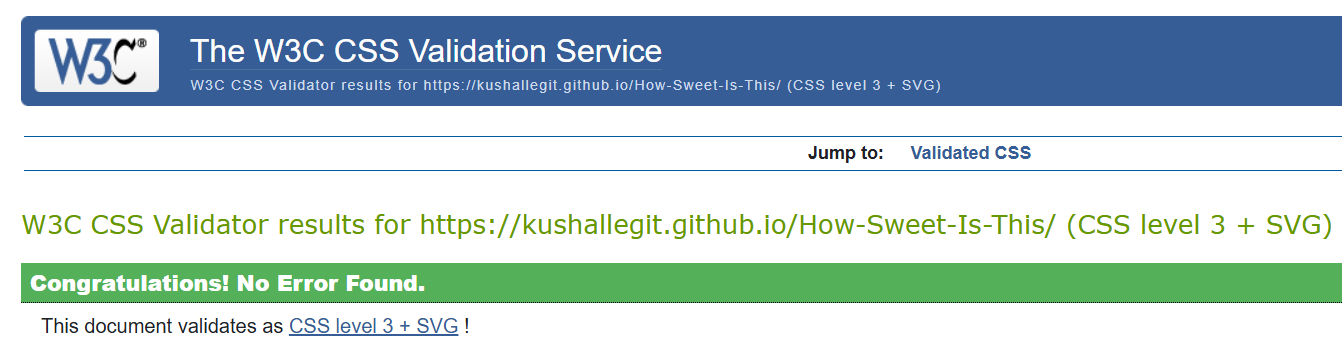 W3C®
The W3C CSS Validation Service
W3C CSS Validator results for https://kushallegit.github.io/How-Sweet-Is-This/ (CSS level 3 + SVG)
Jump to: Validated CSS
W3C CSS Validator results for https://kushallegit.github.io/How-Sweet-Is-This/ (CSS level 3 + SVG)
Congratulations! No Error Found.
This document validates as CSS level 3 + SVG !